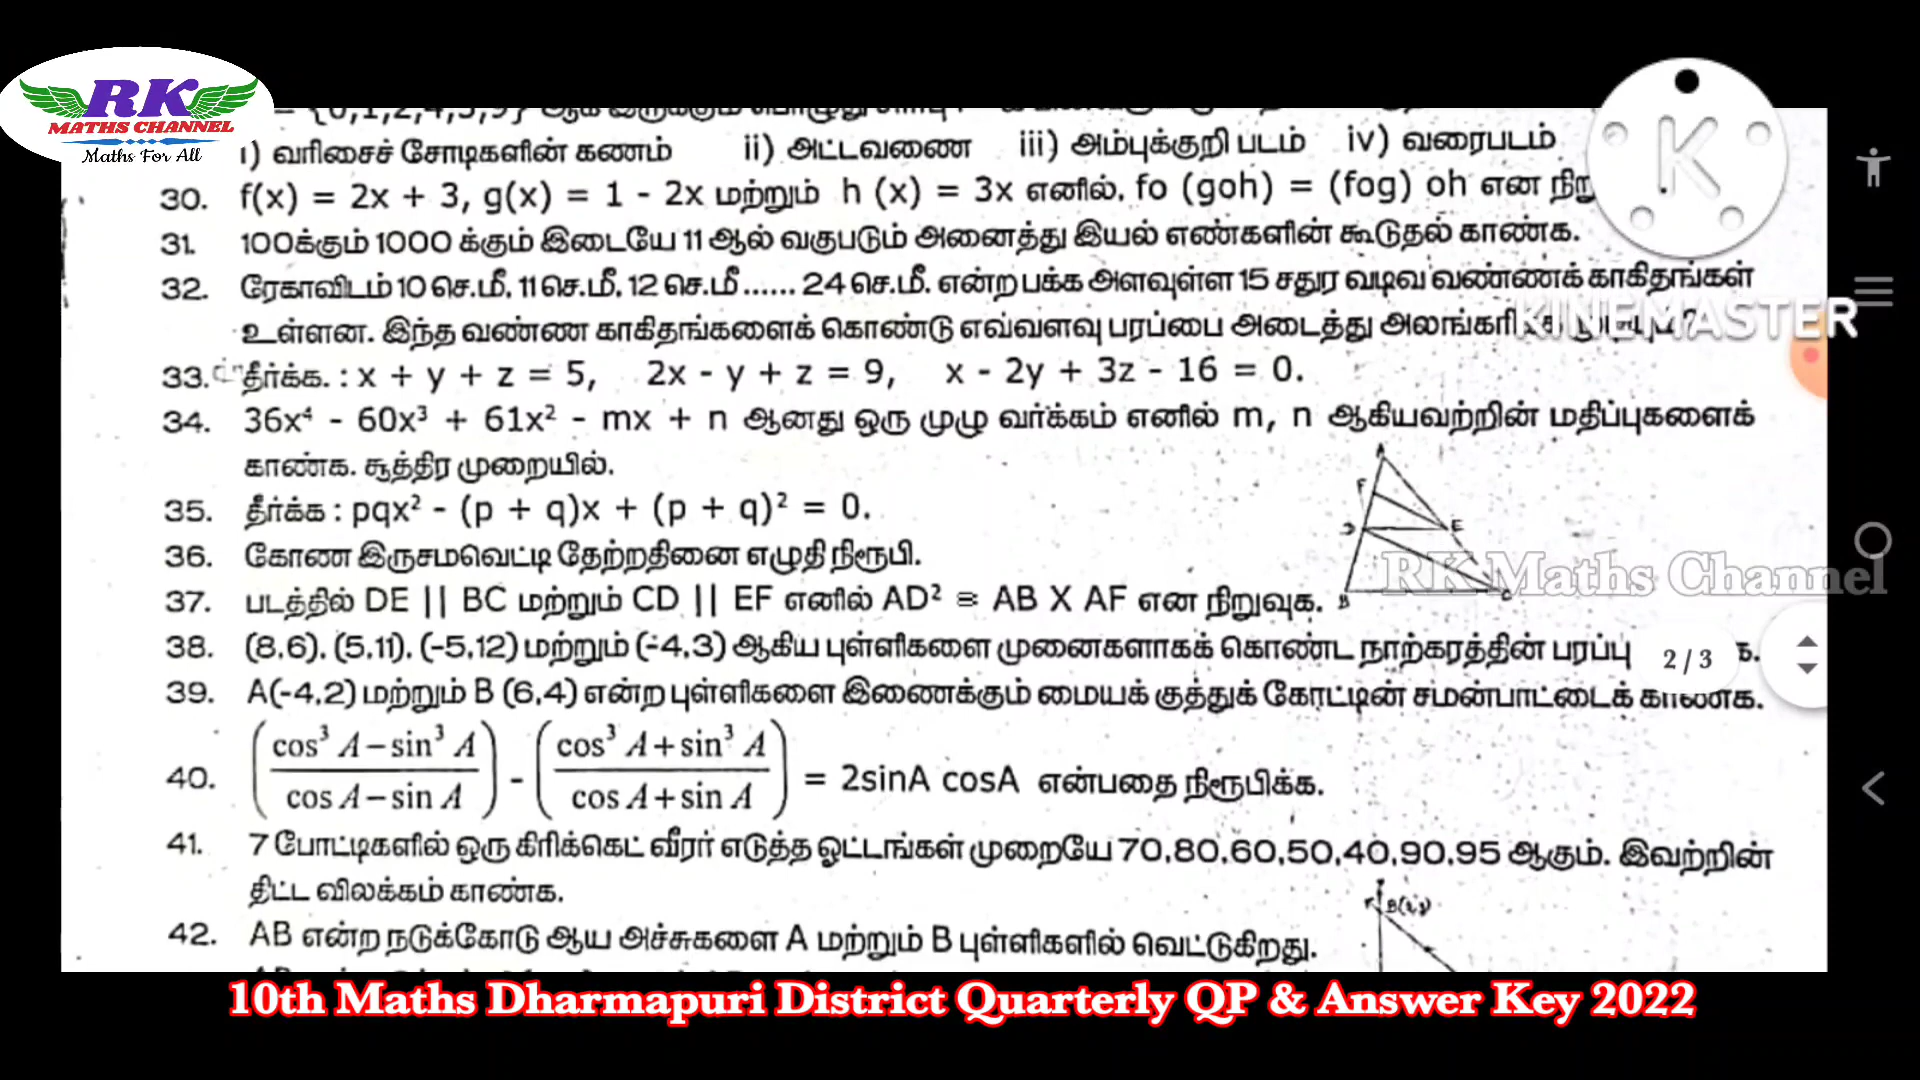 RK
MATHS CHANNEL
Maths For All
i) வரிசைச் சோடிகளின் கணம் ii) அட்டவணை iii) அம்புக்குறி படம் iv) வரைபடம்
30. f(x) = 2x + 3, g(x) = 1 - 2x மற்றும் h (x) = 3x எனில். fo (goh) = (fog) oh என
31. 100க்கும் 1000 க்கும் இடையே 11 ஆல் வகுபடும் அனைத்து இயல் எண்களின் கூடுதல் காண்க.
32. ரேகாவிடம் 10 செ.மீ. 11 செ.மீ. 12 செ.மீ ...... 24 செ.மீ. என்ற பக்க அளவுள்ள 15 சதுர வடிவ வண்ணக் காகிதங்கள்
உள்ளன. இந்த வண்ண காகிதங்களைக் கொண்டு எவ்வளவு பரப்பை அடைத்து
KINEMASTER
33. தீர்க்க. : x + y + z = 5, 2x - y + z = 9, x - 2y + 3z - 16 = 0.
34. 36x⁴ - 60x³ + 61x² - mx + n ஆனது ஒரு முழு வர்க்கம் எனில் m, n ஆகியவற்றின் மதிப்புகளைக்
காண்க. சூத்திர முறையில்.
35. தீர்க்க : pqx² - (p + q)x + (p + q)² = 0.
36. கோண இருசமவெட்டி தேற்றதினை எழுதி நிரூபி.
A
F
D E
B C
RK Maths Channel
37. படத்தில் DE || BC மற்றும் CD || EF எனில் AD² = AB X AF என நிறுவுக.
38. (8,6). (5,11). (-5,12) மற்றும் (-4,3) ஆகிய புள்ளிகளை முனைகளாகக் கொண்ட நாற்கரத்தின் பரப்பு
2 / 3
39. A(-4,2) மற்றும் B (6,4) என்ற புள்ளிகளை இணைக்கும் மையக் குத்துக் கோட்டின் சமன்பாட்டைக் காண்க.
40. (cos³ A − sin³ A / cos A − sin A) - (cos³ A + sin³ A / cos A + sin A) = 2sinA cosA என்பதை நிரூபிக்க.
41. 7 போட்டிகளில் ஒரு கிரிக்கெட் வீரர் எடுத்த ஓட்டங்கள் முறையே 70,80,60,50,40,90,95 ஆகும். இவற்றின்
திட்ட விலக்கம் காண்க.
42. AB என்ற நடுக்கோடு ஆய அச்சுகளை A மற்றும் B புள்ளிகளில் வெட்டுகிறது.
10th Maths Dharmapuri District Quarterly QP & Answer Key 2022